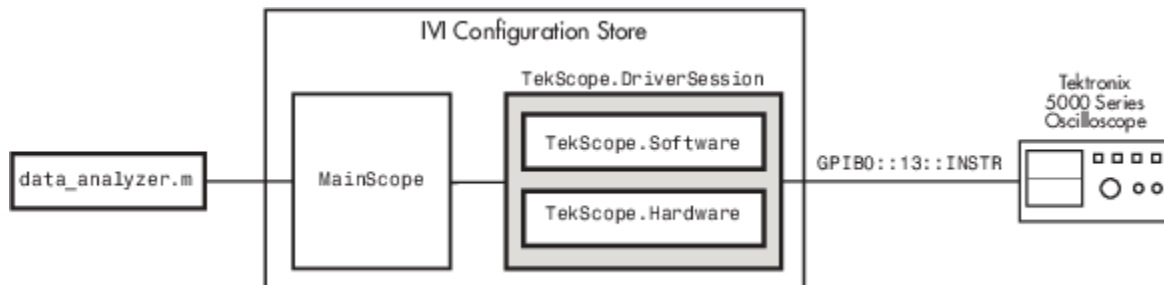 IVI Configuration Store
TekScope.DriverSession
Tektronix
5000 Series
Oscilloscope
TekScope.Software
GPIB0::13::INSTR
data_analyzer.m
MainScope
TekScope.Hardware